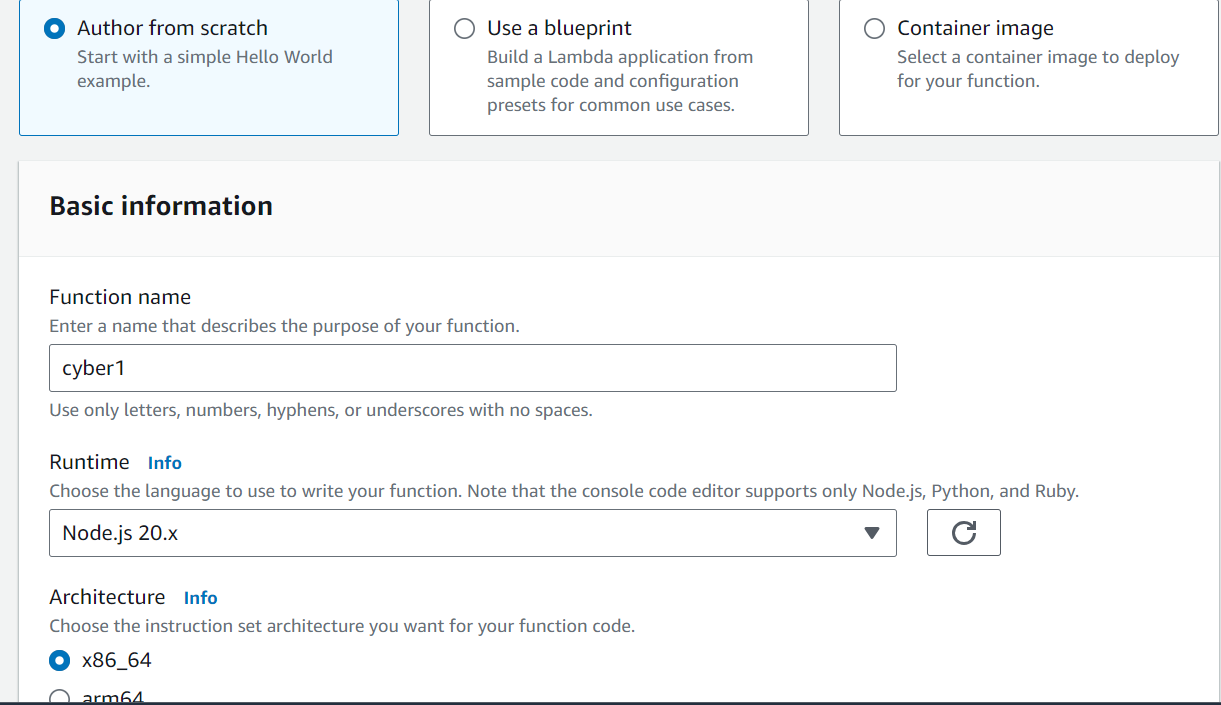 Author from scratch
Start with a simple Hello World
example.
Use a blueprint
Build a Lambda application from
sample code and configuration
presets for common use cases.
Container image
Select a container image to deploy
for your function.
Basic information
Function name
Enter a name that describes the purpose of your function.
cyber1
Use only letters, numbers, hyphens, or underscores with no spaces.
Runtime Info
Choose the language to use to write your function. Note that the console code editor supports only Node.js, Python, and Ruby.
Node.js 20.x
Architecture Info
Choose the instruction set architecture you want for your function code.
x86_64
arm64